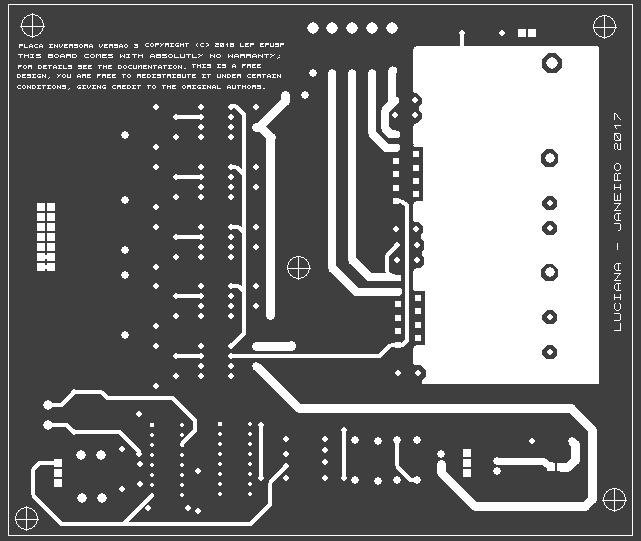 PLACA INVERSORA VERSAO 3 COPYRIGHT (C) 2018 LEP EPUSP
THIS BOARD COMES WITH ABSOLUTLY NO WARRANTY;
FOR DETAILS SEE THE DOCUMENTATION. THIS IS A FREE
DESIGN, YOU ARE FREE TO REDISTRIBUTE IT UNDER CERTAIN
CONDITIONS, GIVING CREDIT TO THE ORIGINAL AUTHORS.
LUCIANA - JANEIRO 2017